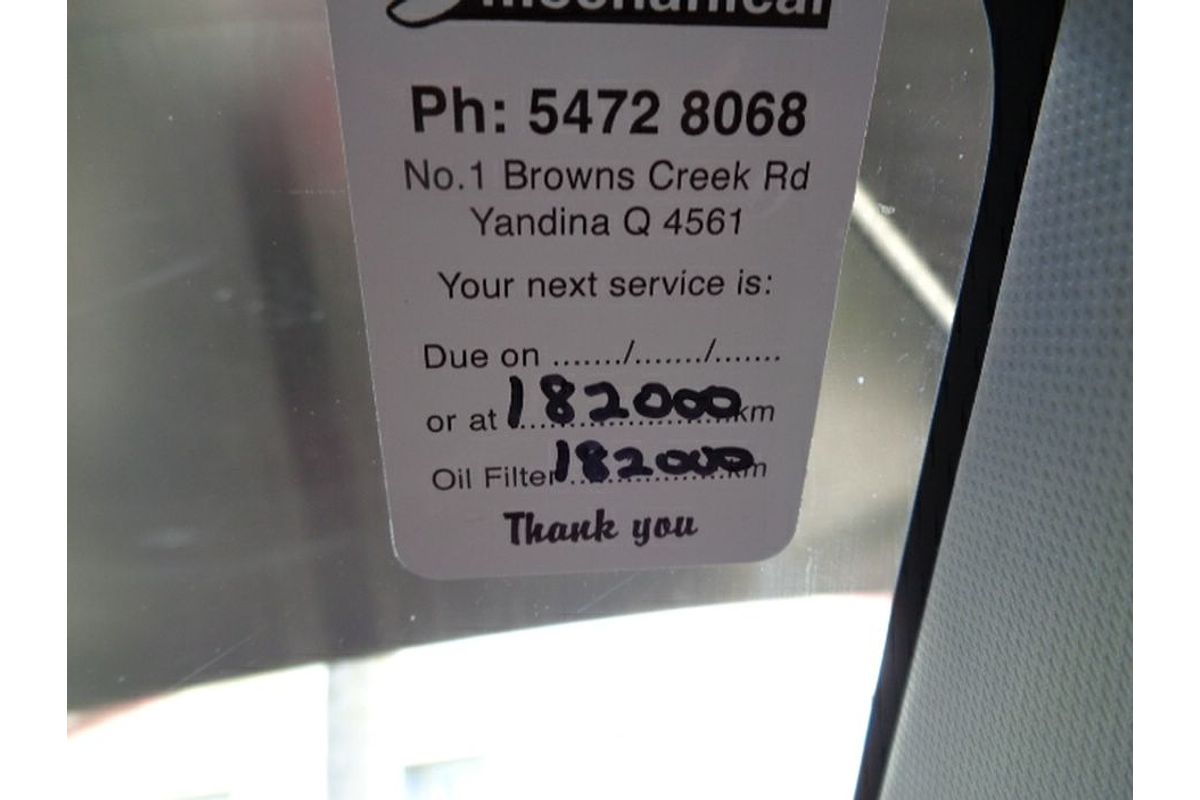 mechanical
Ph: 5472 8068
No.1 Browns Creek Rd
Yandina Q 4561
Your next service is:
Due on ......./......./.......
or at 182000 km
Oil Filter 182000 km
Thank you